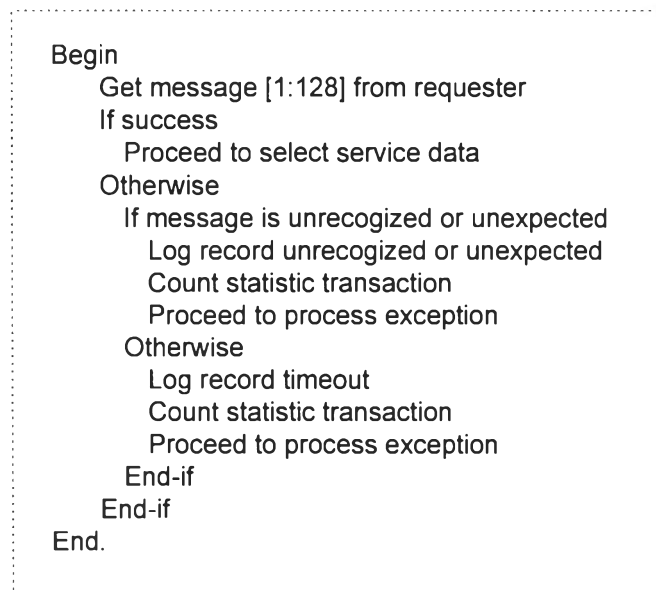 Begin
Get message [1:128] from requester
If success
Proceed to select service data
Otherwise
If message is unrecogized or unexpected
Log record unrecogized or unexpected
Count statistic transaction
Proceed to process exception
Otherwise
Log record timeout
Count statistic transaction
Proceed to process exception
End-if
End-if
End.